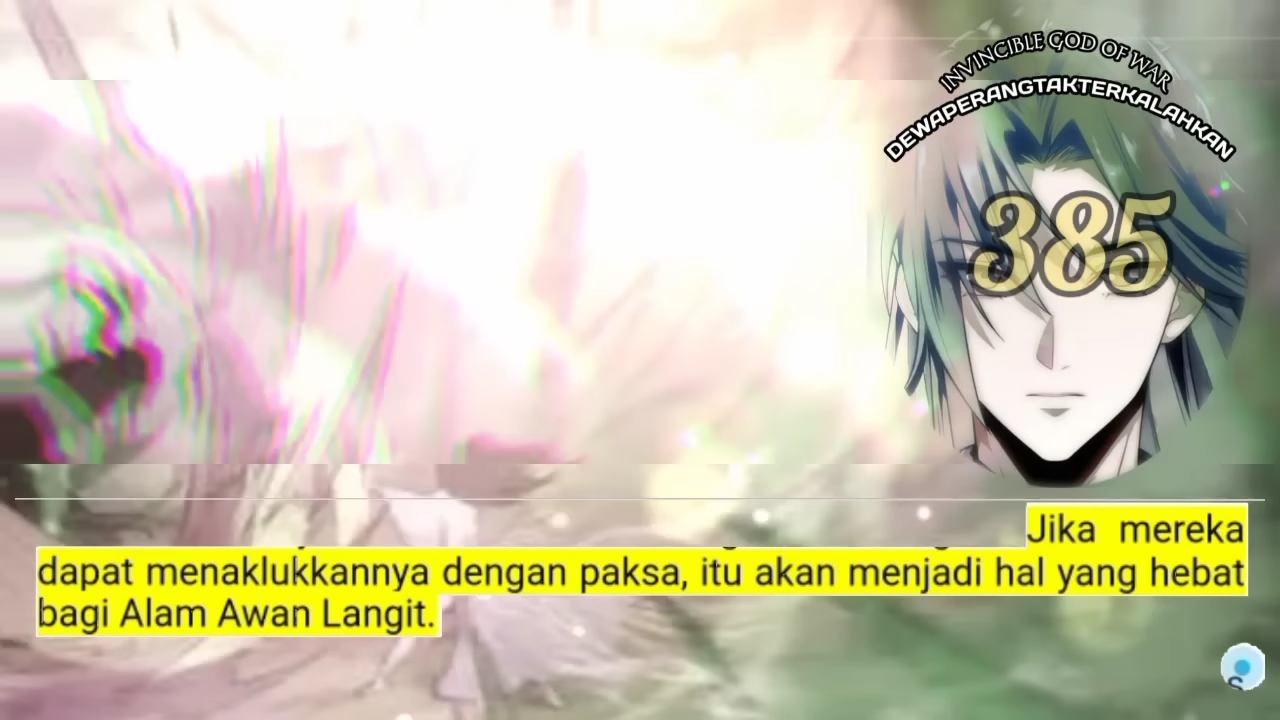 INVINCIBLE GOD OF WAR
DEWAPERANGTAKTERKALAHKAN
385
Jika mereka
dapat menaklukkannya dengan paksa, itu akan menjadi hal yang hebat
bagi Alam Awan Langit.